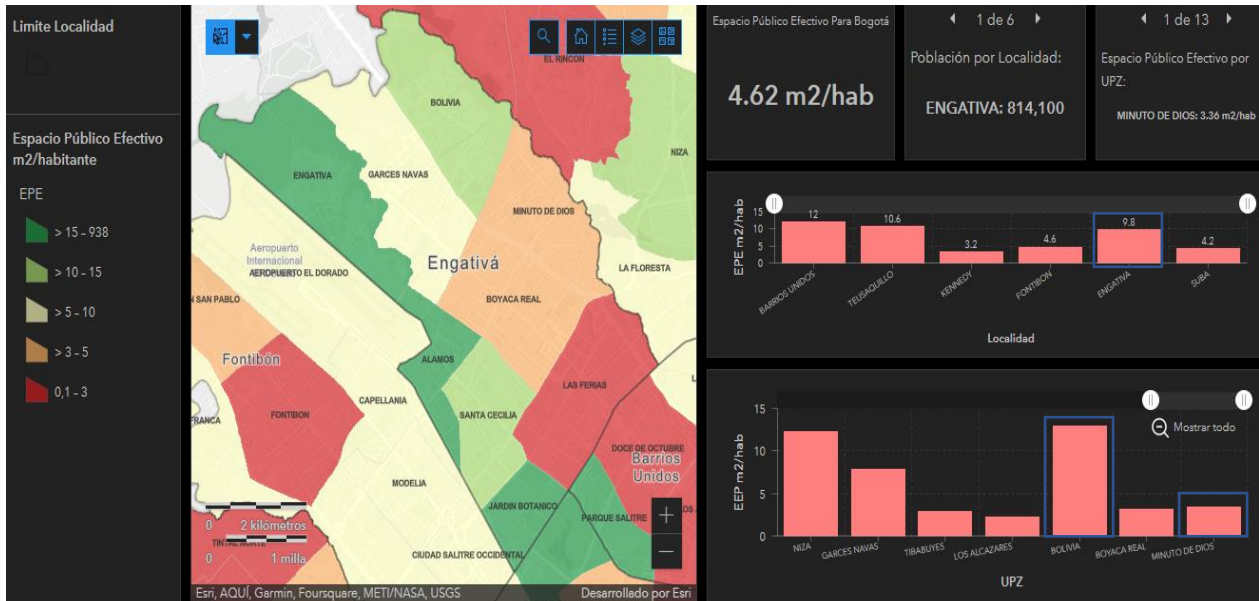 Limite Localidad
Espacio Público Efectivo
m2/habitante
EPE
> 15 - 938
> 10 - 15
> 5 - 10
> 3 - 5
0,1 - 3
EL RINCON
BOLIVIA
NIZA
ENGATIVA
GARCES NAVAS
MINUTO DE DIOS
Aeropuerto
Internacional
AEROPUERTO EL DORADO
Engativá
LA FLORESTA
N SAN PABLO
BOYACA REAL
Fontibón
ALAMOS
LAS FERIAS
CAPELLANIA
FONTIBON
SANTA CECILIA
FRANCA
DOCE DE OCTUBRE
Barrios
Unidos
MODELIA
JARDIN BOTANICO
PARQUE SALITRE
0 2 kilómetros
TINTAL NORTE
0 1 milla
CIUDAD SALITRE OCCIDENTAL
Esri, AQUÍ, Garmin, Foursquare, METI/NASA, USGS
Desarrollado por Esri
Espacio Público Efectivo Para Bogotá
4.62 m2/hab
1 de 6
Población por Localidad:
ENGATIVA: 814,100
1 de 13
Espacio Público Efectivo por
UPZ:
MINUTO DE DIOS: 3.36 m2/hab
EPE m2/hab
15
10
5
0
12
10.6
3.2
4.6
9.8
4.2
BARRIOS UNIDOS
TEUSAQUILLO
KENNEDY
FONTIBON
ENGATIVA
SUBA
Localidad
EEP m2/hab
15
10
5
0
Mostrar todo
NIZA
GARCES NAVAS
TIBABUYES
LOS ALCAZARES
BOLIVIA
BOYACA REAL
MINUTO DE DIOS
UPZ